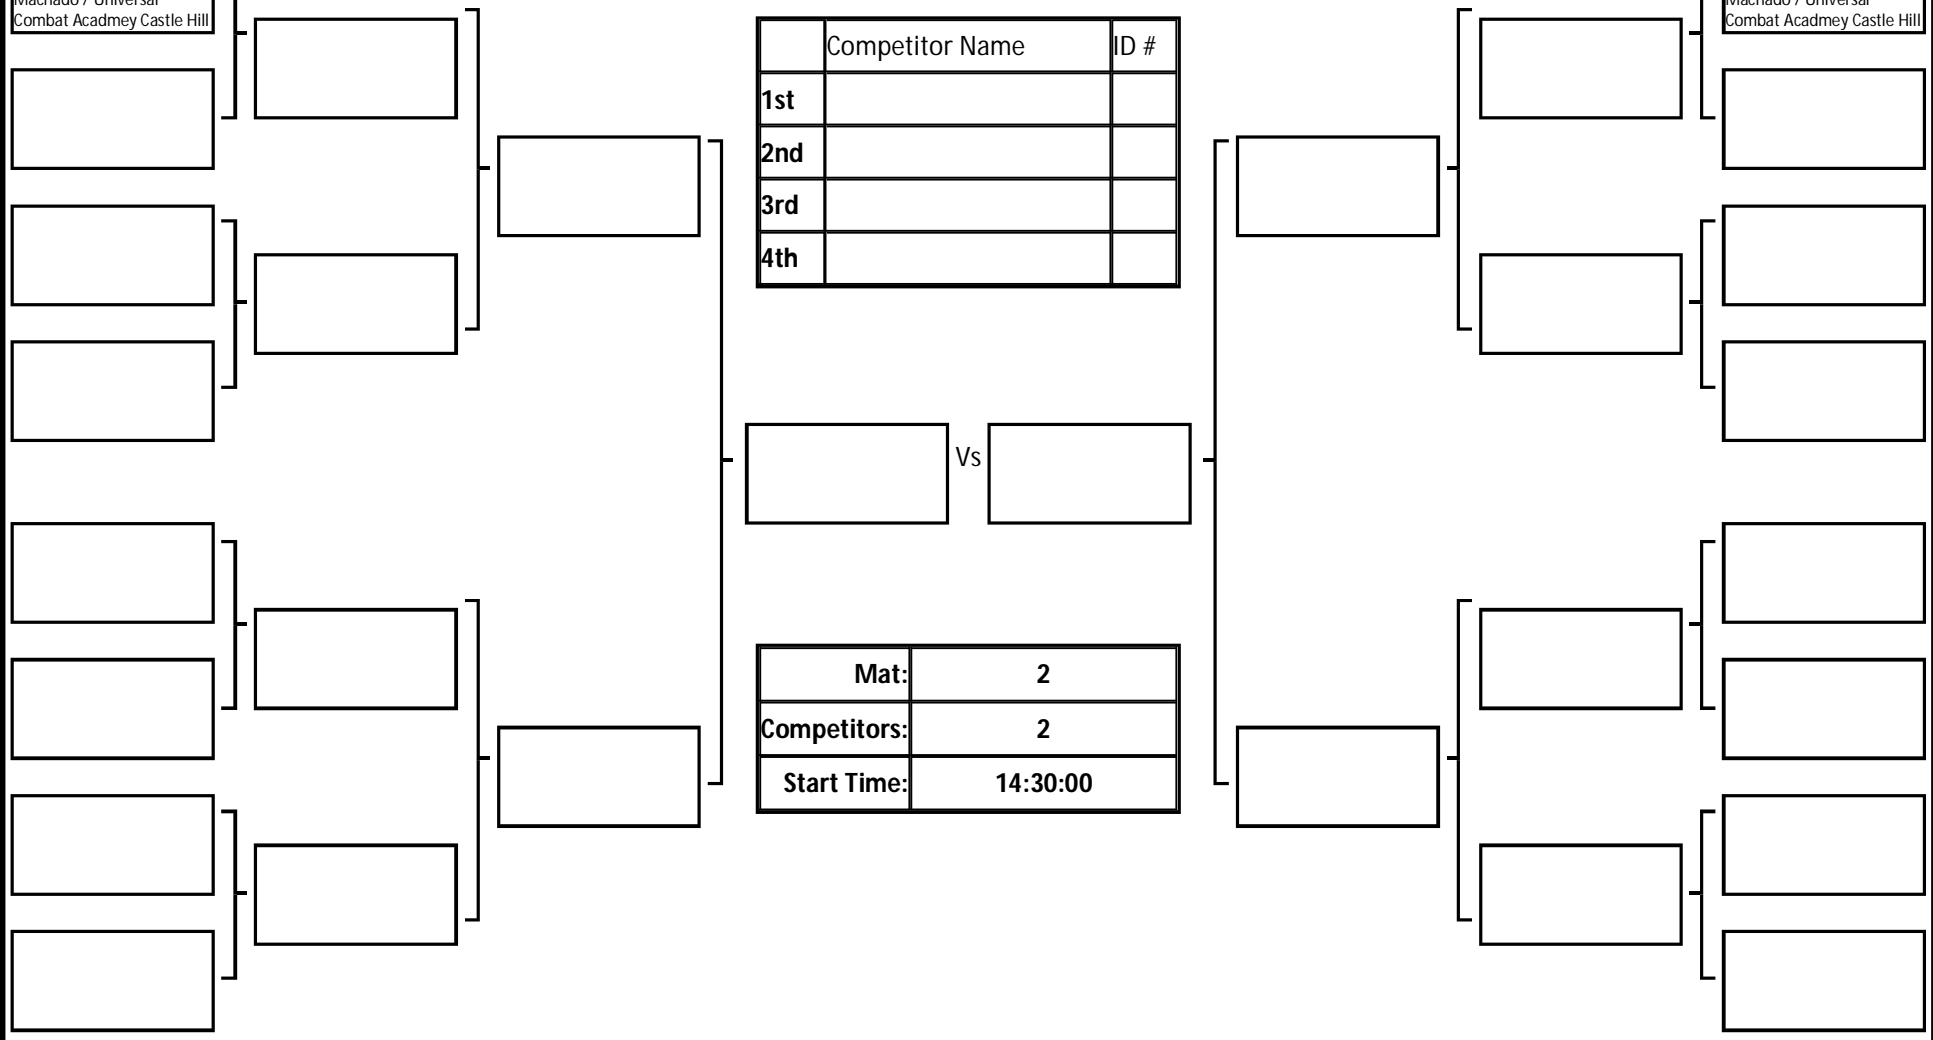 Machado / Universal
Combat Acadmey Castle Hill
Machado / Universal
Combat Acadmey Castle Hill
Competitor Name ID #
1st
2nd
3rd
4th
Vs
Mat: 2
Competitors: 2
Start Time: 14:30:00